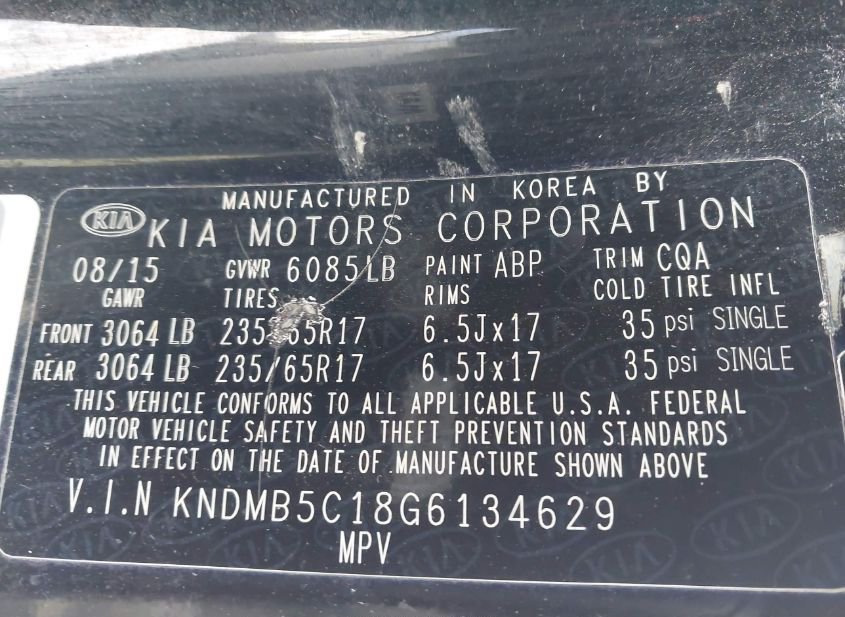 MANUFACTURED IN KOREA BY
KIA KIA MOTORS CORPORATION
08/15 GVWR 6085LB PAINT ABP TRIM CQA
GAWR TIRES RIMS COLD TIRE INFL
FRONT 3064 LB 235/65R17 6.5Jx17 35 psi SINGLE
REAR 3064 LB 235/65R17 6.5Jx17 35 psi SINGLE
THIS VEHICLE CONFORMS TO ALL APPLICABLE U.S.A. FEDERAL
MOTOR VEHICLE SAFETY AND THEFT PREVENTION STANDARDS
IN EFFECT ON THE DATE OF MANUFACTURE SHOWN ABOVE
V.I.N KNDMB5C18G6134629
MPV